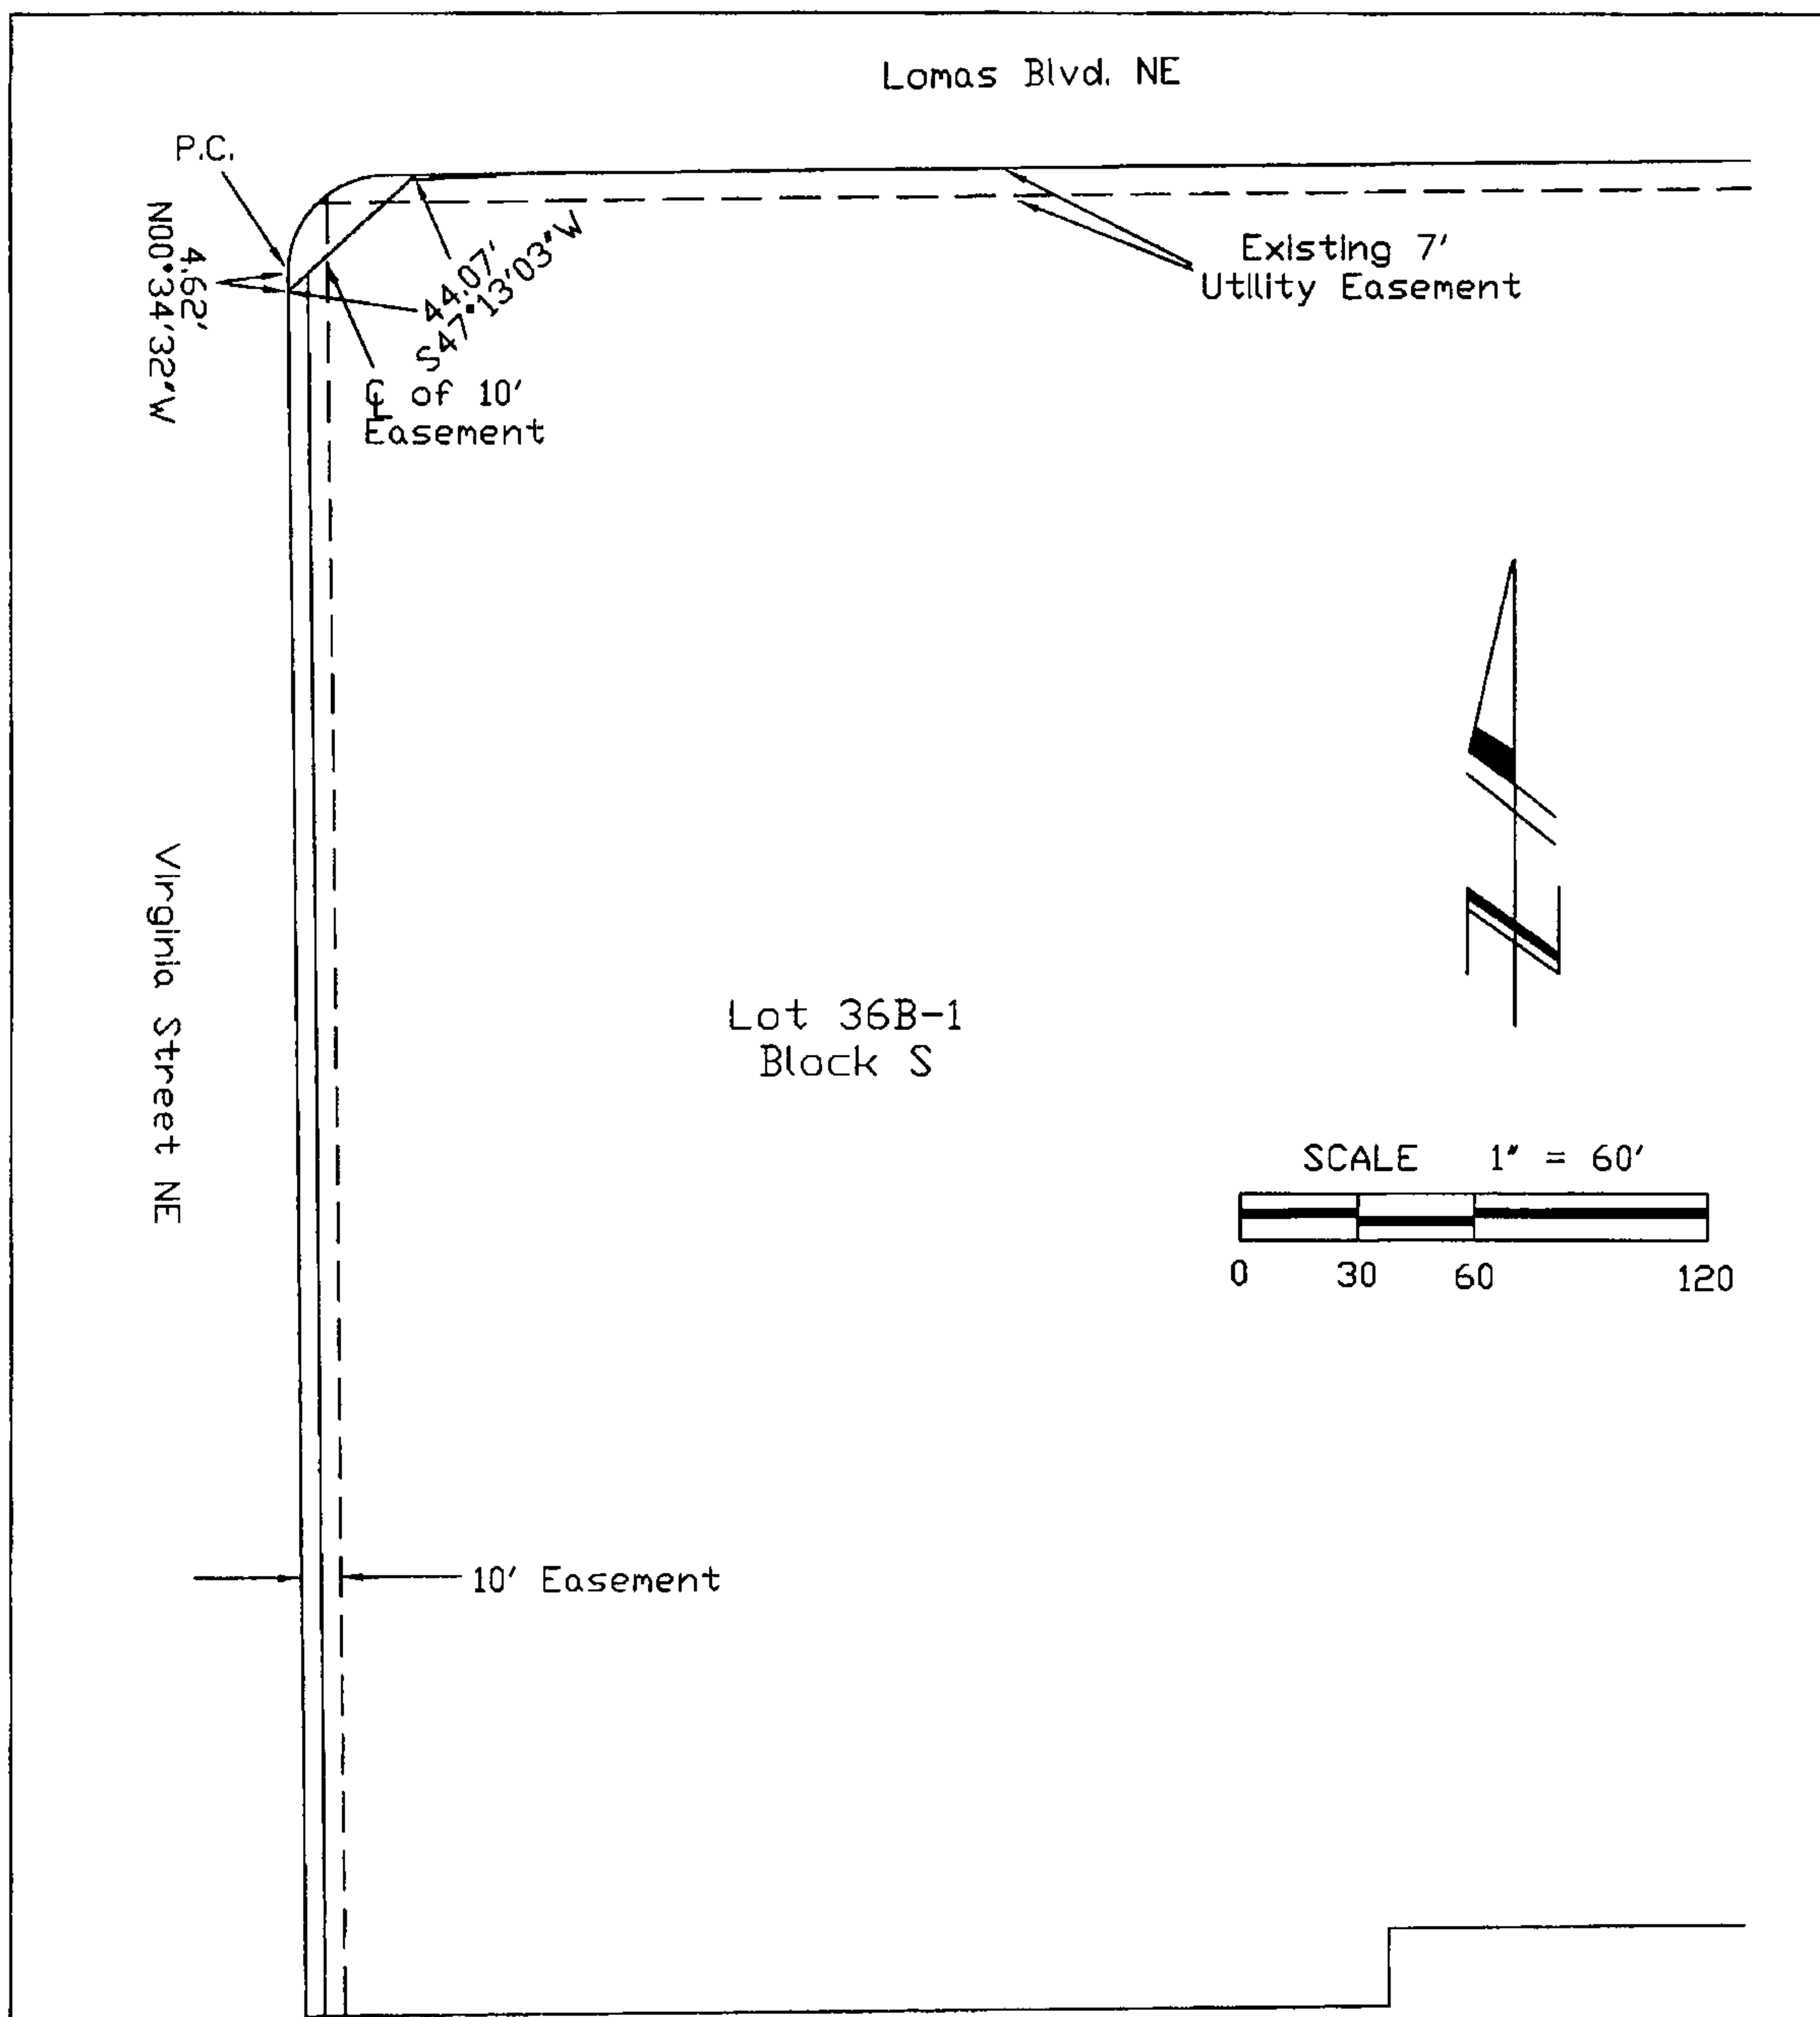 Lomas Blvd. NE
P.C.
4.62'
N00°34'32"W
44.07'
S47°13'03"W
Existing 7'
Utility Easement
℄ of 10'
Easement
Virginia Street NE
Lot 36B-1
Block S
SCALE 1" = 60'
0 30 60 120
10' Easement